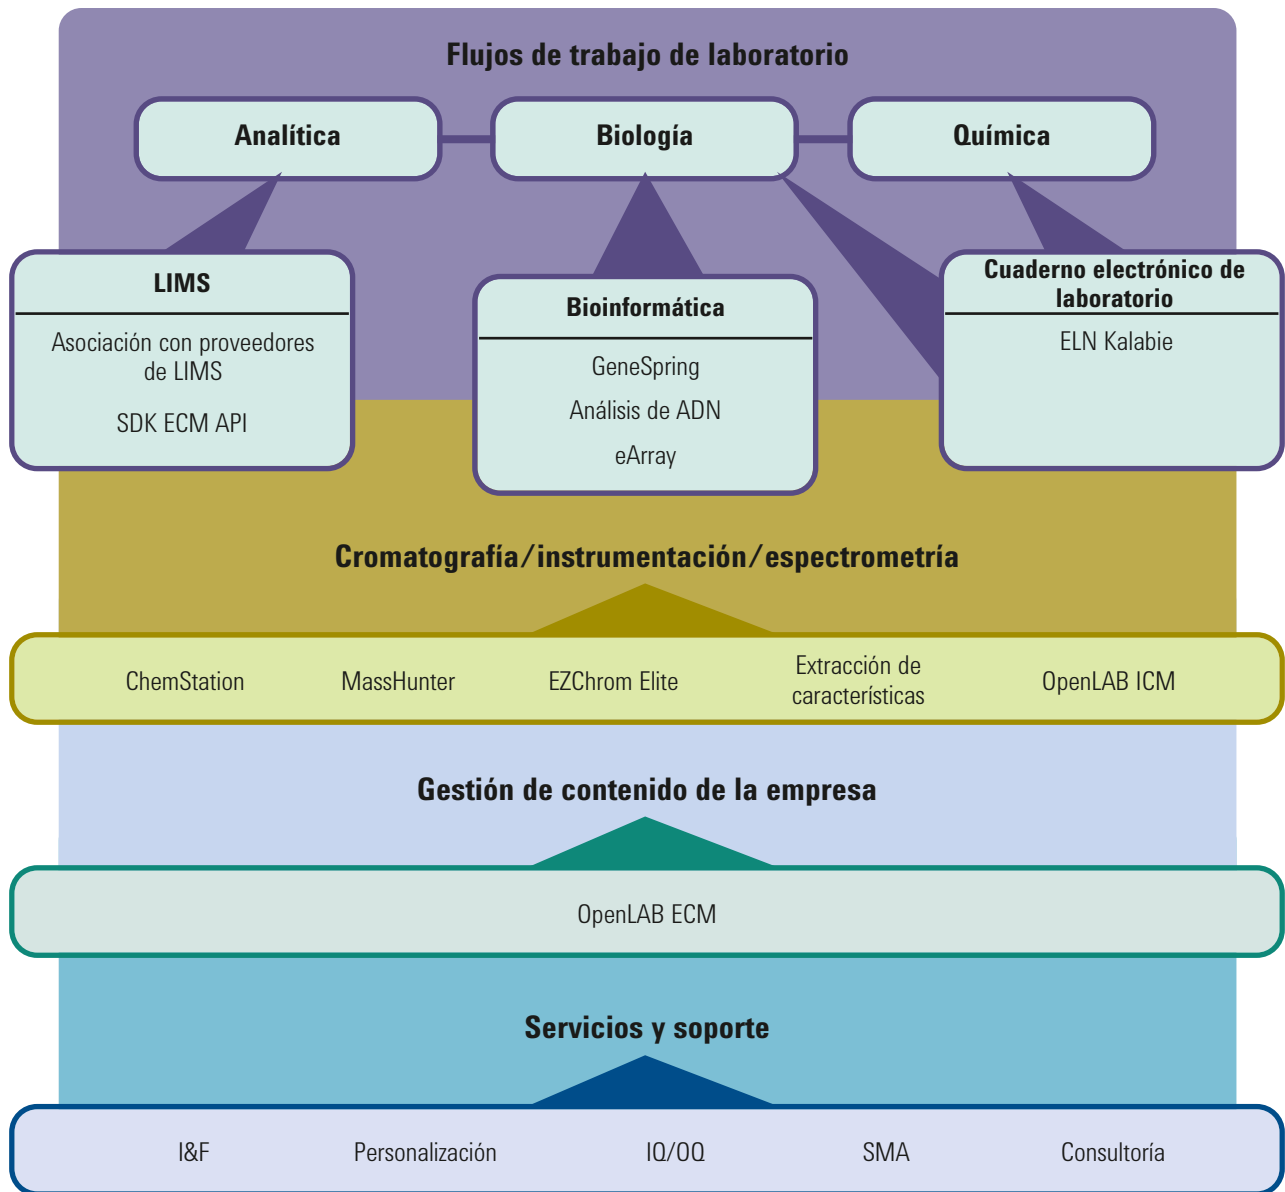 Flujos de trabajo de laboratorio
Analítica
Biología
Química
LIMS
Asociación con proveedores
de LIMS
SDK ECM API
Bioinformática
GeneSpring
Análisis de ADN
eArray
Cuaderno electrónico de
laboratorio
ELN Kalabie
Cromatografía/instrumentación/espectrometría
ChemStation
MassHunter
EZChrom Elite
Extracción de
características
OpenLAB ICM
Gestión de contenido de la empresa
OpenLAB ECM
Servicios y soporte
I&F
Personalización
IQ/OQ
SMA
Consultoría